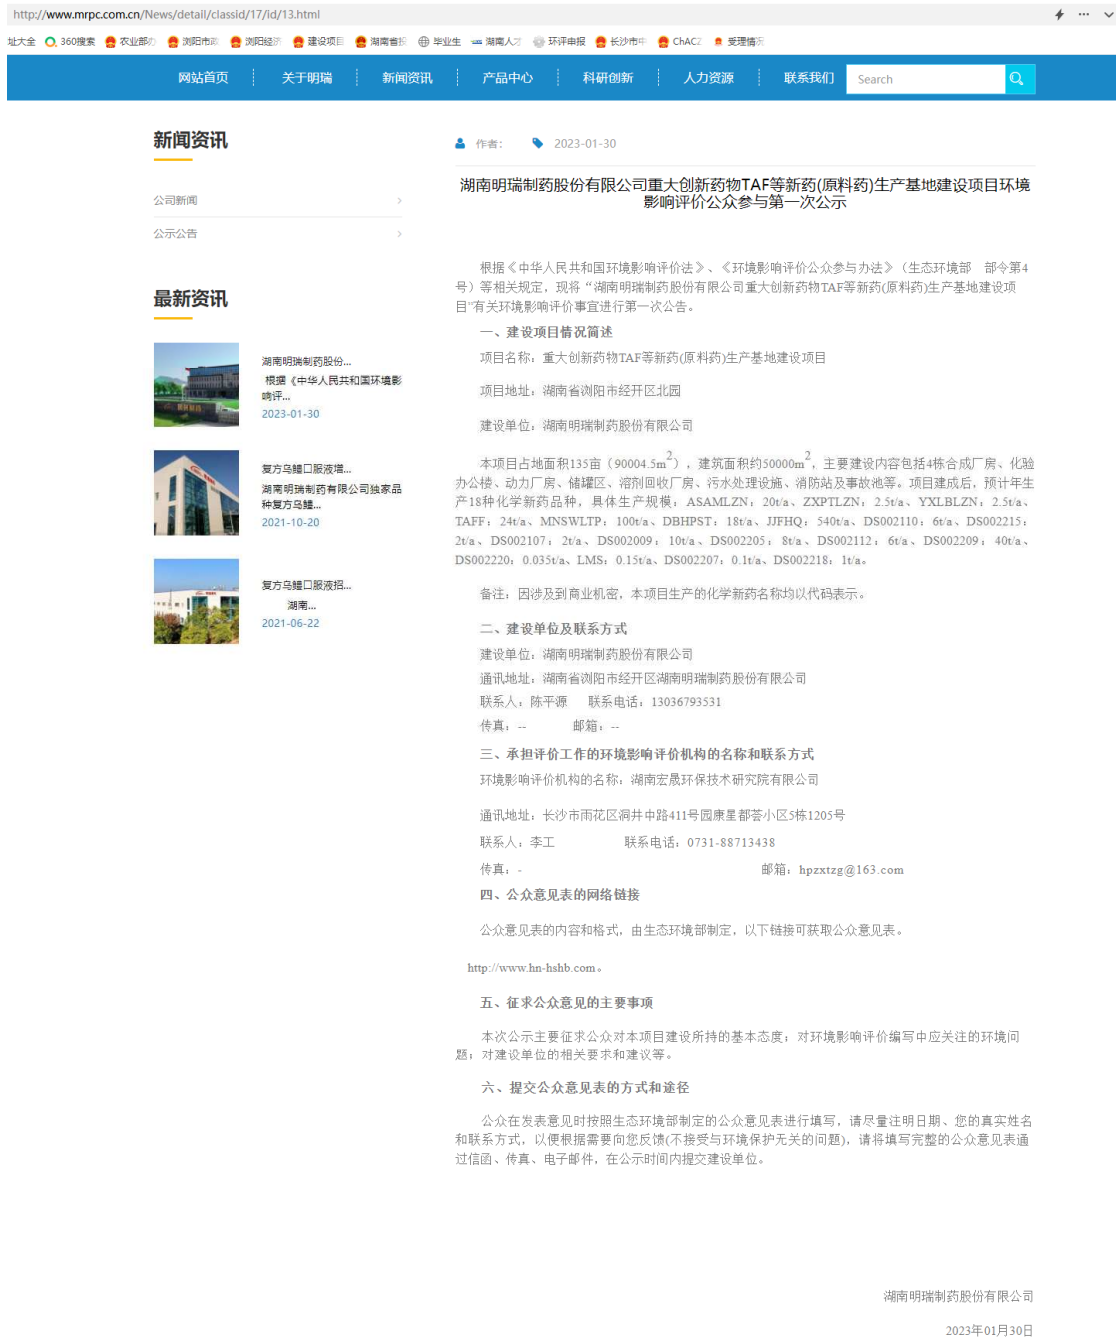 http://www.mrpc.com.cn/News/detail/classid/17/id/13.html
址大全 360搜索 农业部 浏阳市 浏阳经济 建设项目 湖南省 毕业生 湖南人才 环评申报 长沙市 ChAC 受理情
网站首页 关于明瑞 新闻资讯 产品中心 科研创新 人力资源 联系我们 Search
新闻资讯
公司新闻
公示公告
最新资讯
湖南明瑞制药股份...
根据《中华人民共和国环境影
响评...
2023-01-30
复方乌鳢口服液增...
湖南明瑞制药有限公司独家品
种复方乌鳢...
2021-10-20
复方乌鳢口服液招...
湖南...
2021-06-22
作者： 2023-01-30
湖南明瑞制药股份有限公司重大创新药物TAF等新药(原料药)生产基地建设项目环境
影响评价公众参与第一次公示
根据《中华人民共和国环境影响评价法》、《环境影响评价公众参与办法》（生态环境部 部令第4
号）等相关规定，现将“湖南明瑞制药股份有限公司重大创新药物TAF等新药(原料药)生产基地建设项
目”有关环境影响评价事宜进行第一次公告。
一、建设项目情况简述
项目名称：重大创新药物TAF等新药(原料药)生产基地建设项目
项目地址：湖南省浏阳市经开区北园
建设单位：湖南明瑞制药股份有限公司
本项目占地面积135亩（90004.5m²），建筑面积约50000m²，主要建设内容包括4栋合成厂房、化验
办公楼、动力厂房、储罐区、溶剂回收厂房、污水处理设施、消防站及事故池等。项目建成后，预计年生
产18种化学新药品种，具体生产规模：ASAMLZN：20t/a、ZXPTLZN：2.5t/a、YXLBLZN：2.5t/a、
TAFF：24t/a、MNSWLTP：100t/a、DBHPST：18t/a、JJFHQ：540t/a、DS002110：6t/a、DS002215：
2t/a、DS002107：2t/a、DS002009：10t/a、DS002205：8t/a、DS002112：6t/a、DS002209：40t/a、
DS002220：0.035t/a、LMS：0.15t/a、DS002207：0.1t/a、DS002218：1t/a。
备注：因涉及到商业机密，本项目生产的化学新药名称均以代码表示。
二、建设单位及联系方式
建设单位：湖南明瑞制药股份有限公司
通讯地址：湖南省浏阳市经开区湖南明瑞制药股份有限公司
联系人：陈平源 联系电话：13036793531
传真：-- 邮箱：--
三、承担评价工作的环境影响评价机构的名称和联系方式
环境影响评价机构的名称：湖南宏晟环保技术研究院有限公司
通讯地址：长沙市雨花区洞井中路411号园康星都荟小区5栋1205号
联系人：李工 联系电话：0731-88713438
传真：- 邮箱：hpzxtzg@163.com
四、公众意见表的网络链接
公众意见表的内容和格式，由生态环境部制定，以下链接可获取公众意见表。
http://www.hn-hshb.com。
五、征求公众意见的主要事项
本次公示主要征求公众对本项目建设所持的基本态度；对环境影响评价编写中应关注的环境问
题；对建设单位的相关要求和建议等。
六、提交公众意见表的方式和途径
公众在发表意见时按照生态环境部制定的公众意见表进行填写，请尽量注明日期、您的真实姓名
和联系方式，以便根据需要向您反馈(不接受与环境保护无关的问题)，请将填写完整的公众意见表通
过信函、传真、电子邮件，在公示时间内提交建设单位。
湖南明瑞制药股份有限公司
2023年01月30日